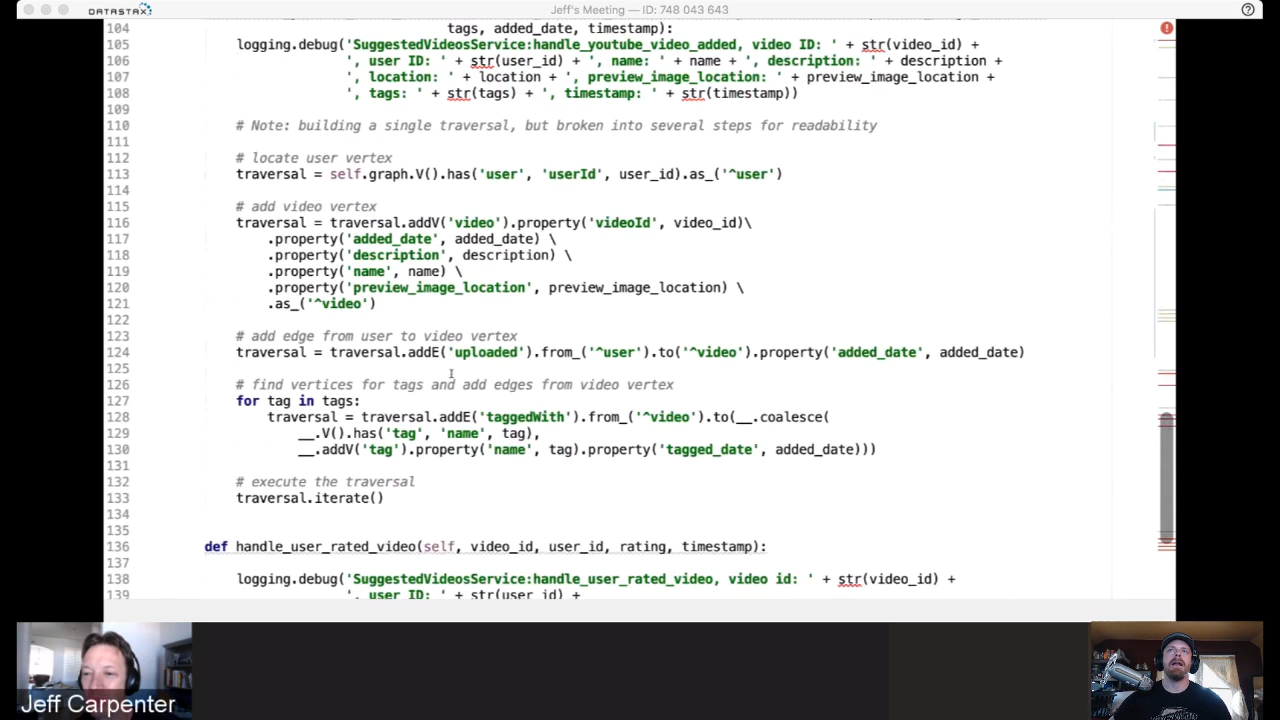 DATASTAX
Jeff's Meeting — ID: 748 043 643
104 tags, added_date, timestamp):
105 logging.debug('SuggestedVideosService:handle_youtube_video_added, video ID: ' + str(video_id) +
106 ', user ID: ' + str(user_id) + ', name: ' + name + ', description: ' + description +
107 ', location: ' + location + ', preview_image_location: ' + preview_image_location +
108 ', tags: ' + str(tags) + ', timestamp: ' + str(timestamp))
109
110 # Note: building a single traversal, but broken into several steps for readability
111
112 # locate user vertex
113 traversal = self.graph.V().has('user', 'userId', user_id).as_('^user')
114
115 # add video vertex
116 traversal = traversal.addV('video').property('videoId', video_id)\
117 .property('added_date', added_date) \
118 .property('description', description) \
119 .property('name', name) \
120 .property('preview_image_location', preview_image_location) \
121 .as_('^video')
122
123 # add edge from user to video vertex
124 traversal = traversal.addE('uploaded').from_('^user').to('^video').property('added_date', added_date)
125
126 # find vertices for tags and add edges from video vertex
127 for tag in tags:
128 traversal = traversal.addE('taggedWith').from_('^video').to(__.coalesce(
129 __.V().has('tag', 'name', tag),
130 __.addV('tag').property('name', tag).property('tagged_date', added_date)))
131
132 # execute the traversal
133 traversal.iterate()
134
135
136 def handle_user_rated_video(self, video_id, user_id, rating, timestamp):
137
138 logging.debug('SuggestedVideosService:handle_user_rated_video, video id: ' + str(video_id) +
139 ', user ID: ' + str(user_id) +
Jeff Carpenter